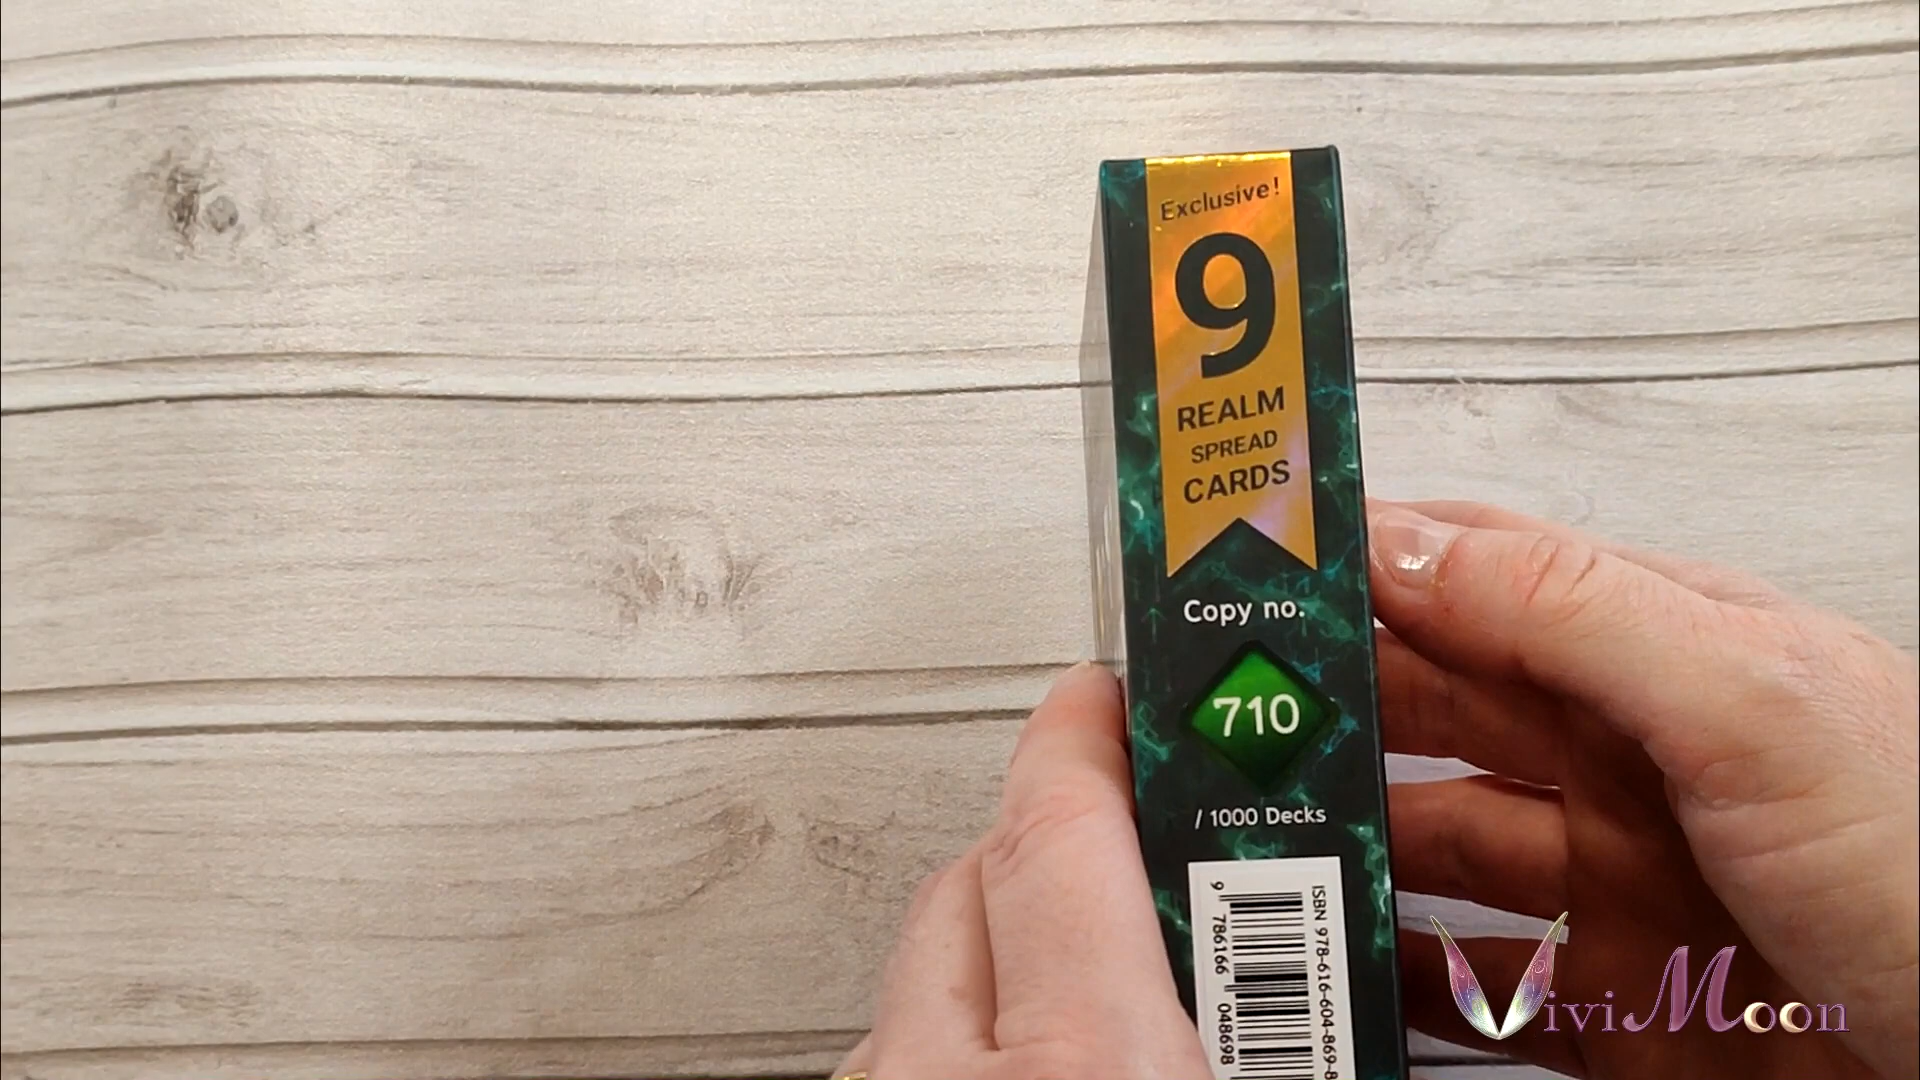 Exclusive!
9
REALM
SPREAD
CARDS
Copy no.
710
/ 1000 Decks
ISBN 978-616-604-869-8
9 786166 048698
ViviMoon